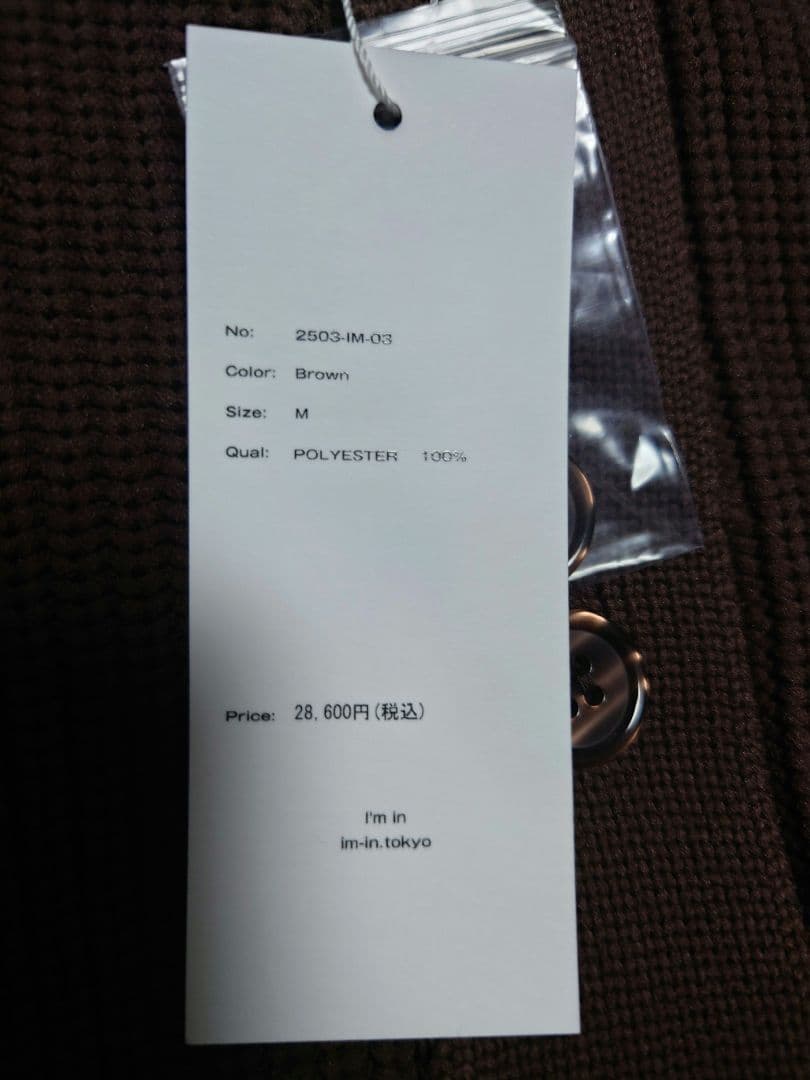 No: 2503-IM-03
Color: Brown
Size: M
Qual: POLYESTER 100%
Price: 28,600円(税込)
I'm in
im-in.tokyo